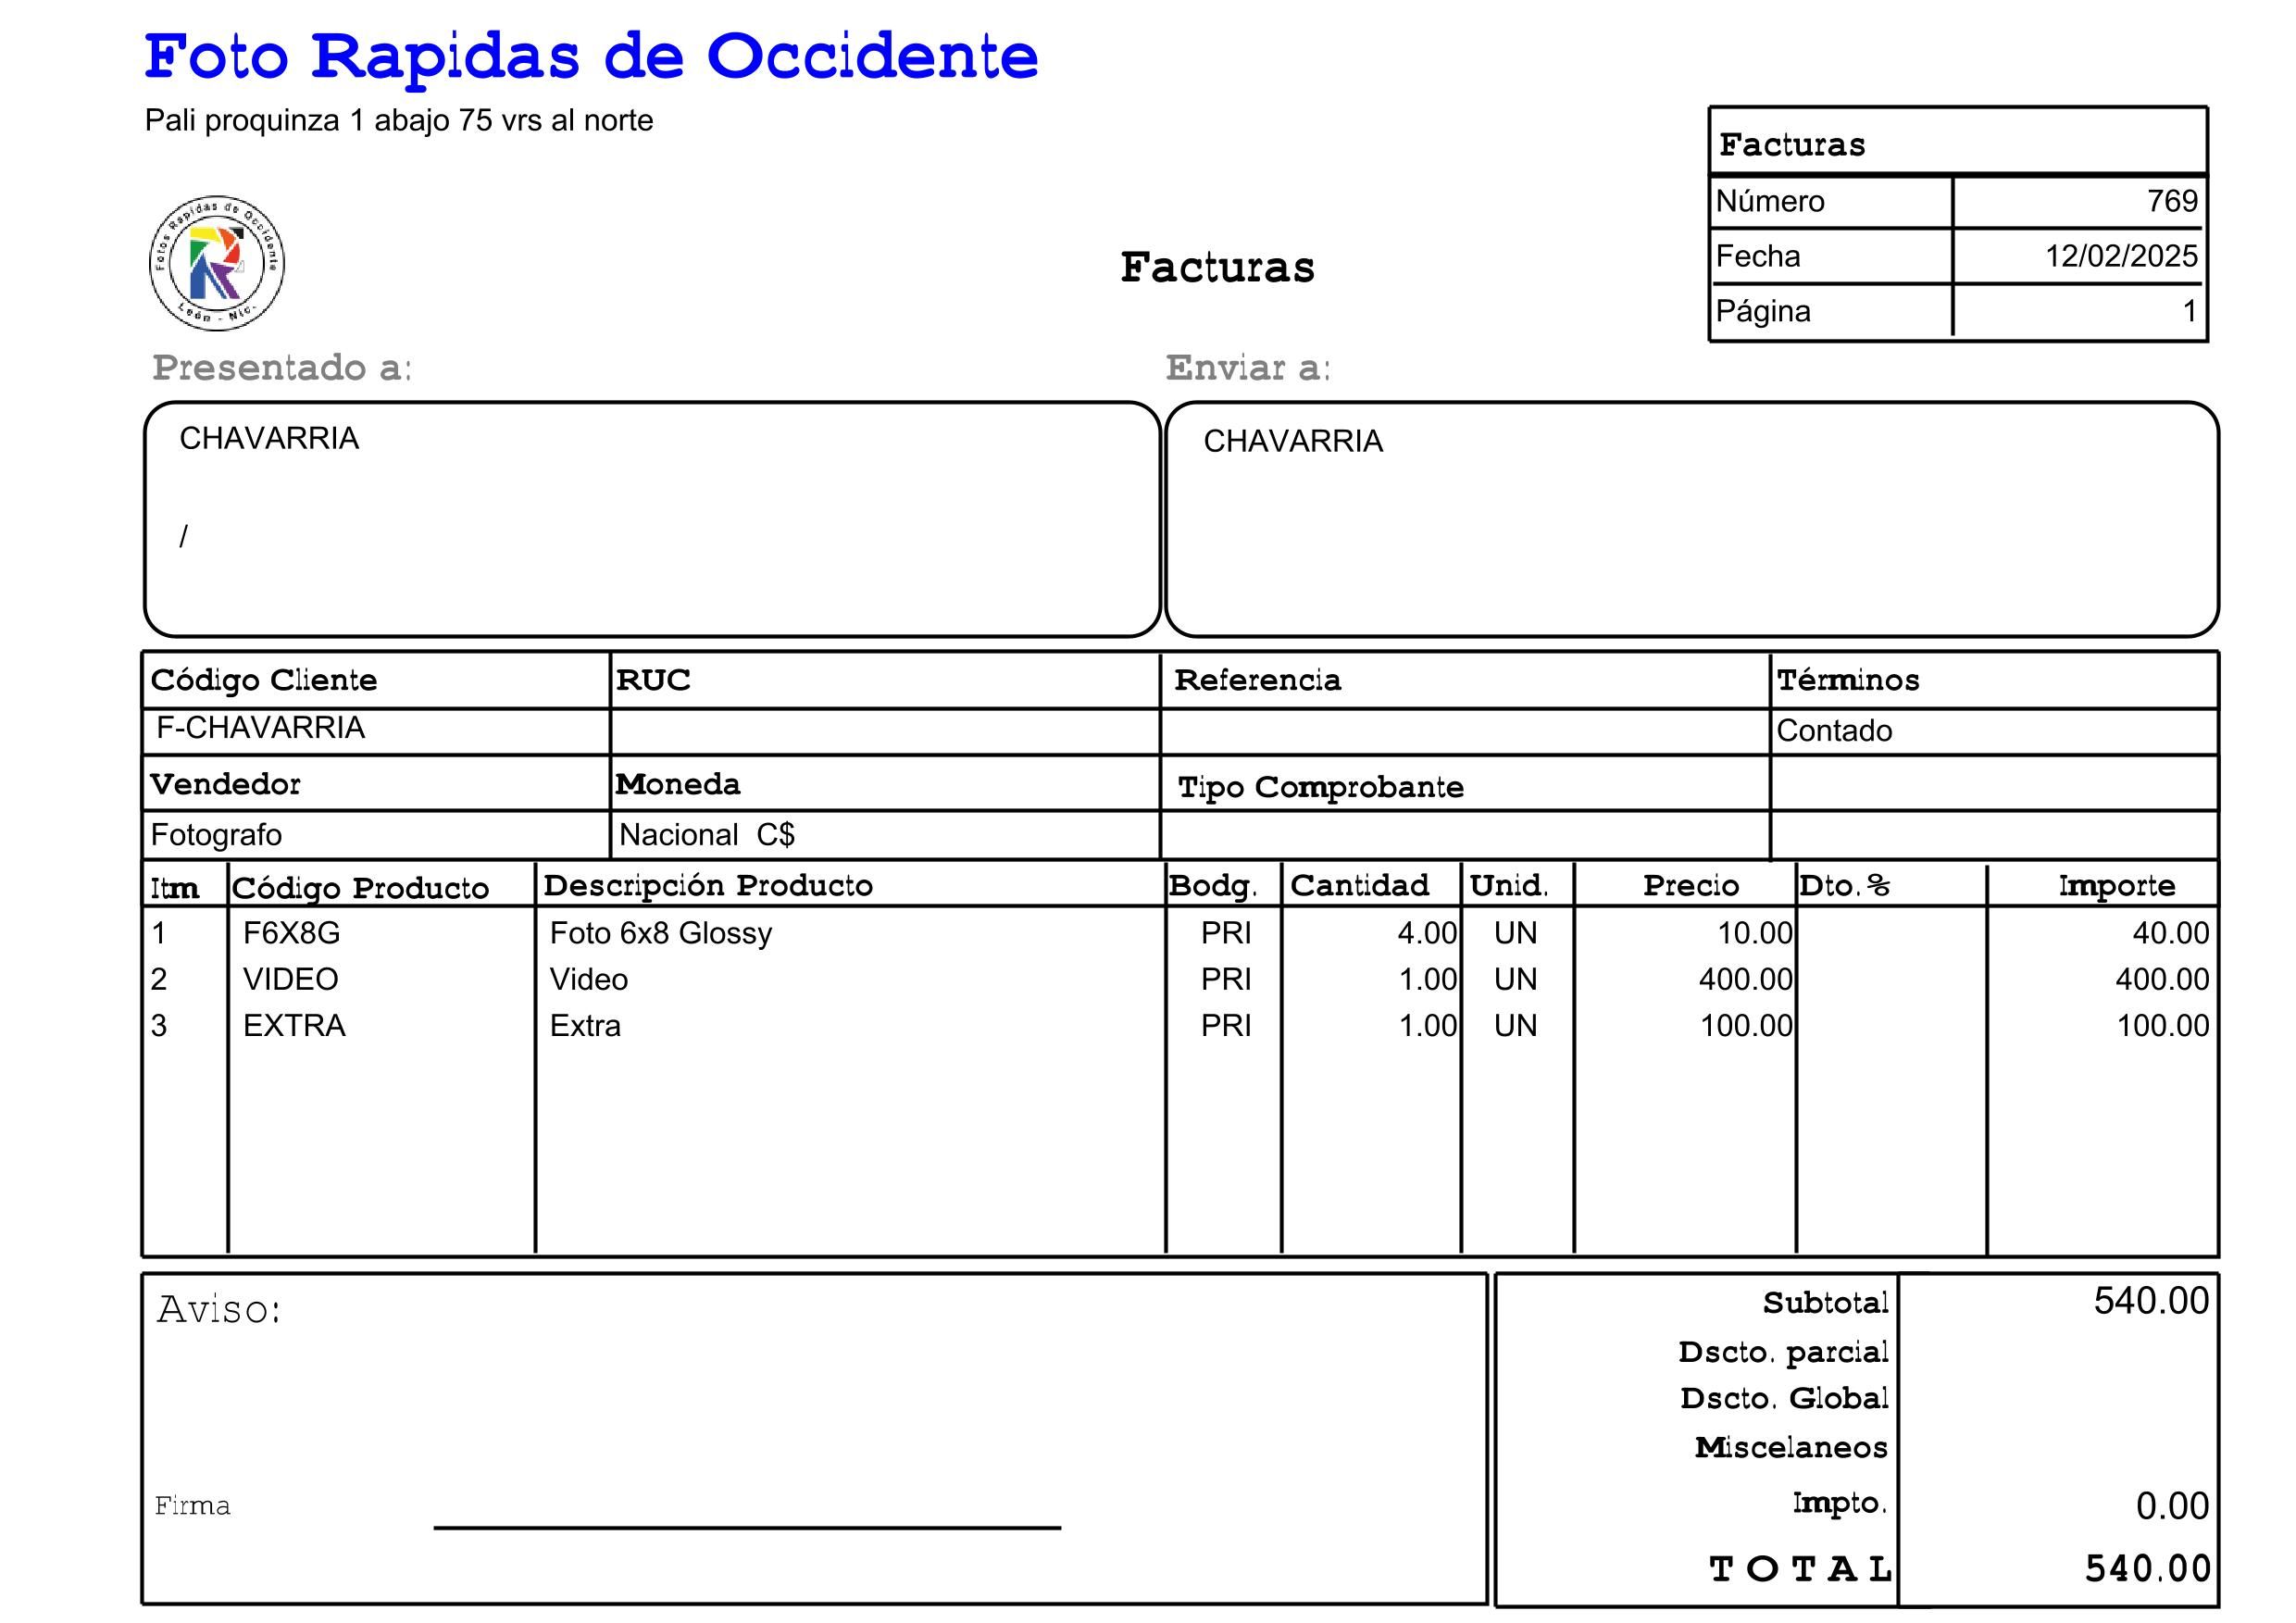 Foto Rapidas de Occidente
Pali proquinza 1 abajo 75 vrs al norte
Facturas
Número 769
Fecha 12/02/2025
Página 1
Fotos Rapidas de Occidente
León - Nic.
Facturas
Presentado a: Enviar a:
CHAVARRIA CHAVARRIA
/
Código Cliente RUC Referencia Términos
F-CHAVARRIA Contado
Vendedor Moneda Tipo Comprobante
Fotografo Nacional C$
Itm Código Producto Descripción Producto Bodg. Cantidad Unid. Precio Dto.% Importe
1 F6X8G Foto 6x8 Glossy PRI 4.00 UN 10.00 40.00
2 VIDEO Video PRI 1.00 UN 400.00 400.00
3 EXTRA Extra PRI 1.00 UN 100.00 100.00
Aviso:
Subtotal 540.00
Dscto. parcial
Dscto. Global
Miscelaneos
Firma
Impto. 0.00
TOTAL 540.00